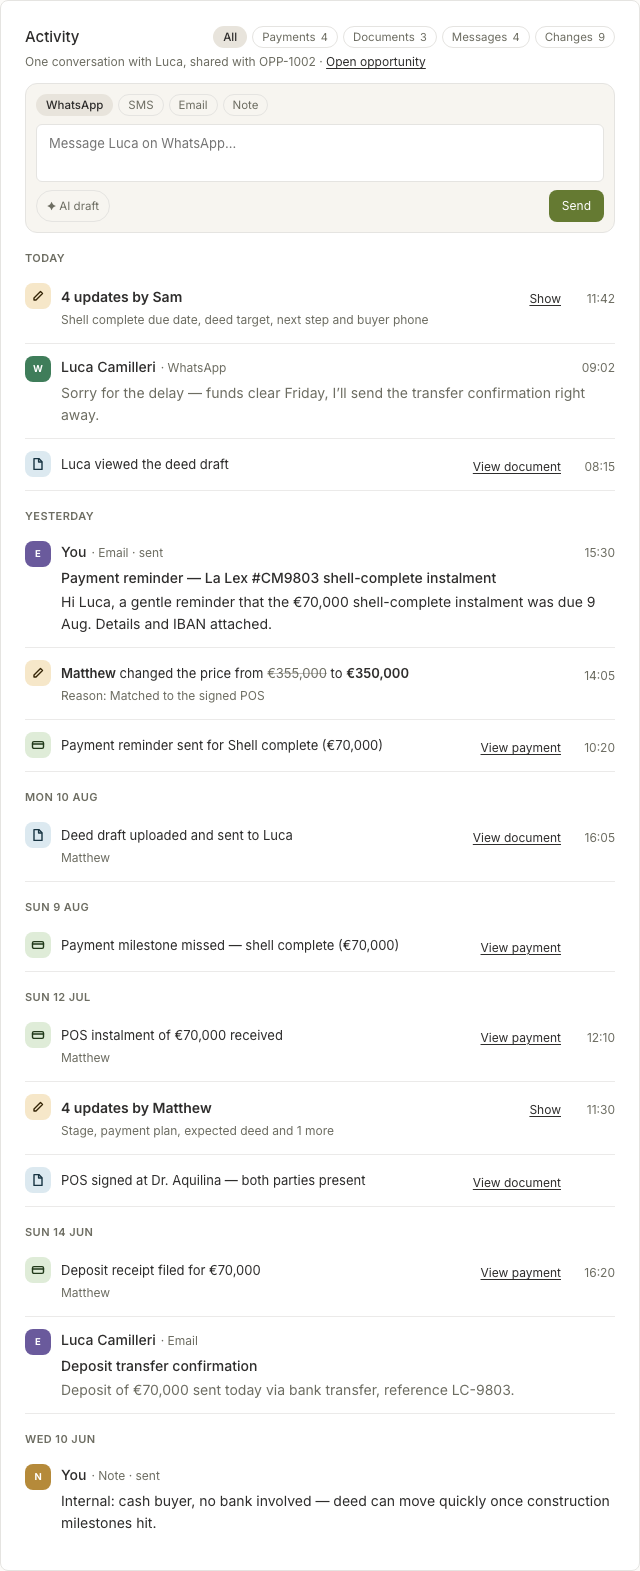 Activity
All
Payments 4
Documents 3
Messages 4
Changes 9
One conversation with Luca, shared with OPP-1002 · Open opportunity
WhatsApp
SMS
Email
Note
Message Luca on WhatsApp...
✦ AI draft
Send
TODAY
4 updates by Sam
Show
11:42
Shell complete due date, deed target, next step and buyer phone
W
Luca Camilleri · WhatsApp
09:02
Sorry for the delay — funds clear Friday, I'll send the transfer confirmation right
away.
Luca viewed the deed draft
View document
08:15
YESTERDAY
E
You · Email · sent
15:30
Payment reminder — La Lex #CM9803 shell-complete instalment
Hi Luca, a gentle reminder that the €70,000 shell-complete instalment was due 9
Aug. Details and IBAN attached.
Matthew changed the price from €355,000 to €350,000
14:05
Reason: Matched to the signed POS
Payment reminder sent for Shell complete (€70,000)
View payment
10:20
MON 10 AUG
Deed draft uploaded and sent to Luca
View document
16:05
Matthew
SUN 9 AUG
Payment milestone missed — shell complete (€70,000)
View payment
SUN 12 JUL
POS instalment of €70,000 received
View payment
12:10
Matthew
4 updates by Matthew
Show
11:30
Stage, payment plan, expected deed and 1 more
POS signed at Dr. Aquilina — both parties present
View document
SUN 14 JUN
Deposit receipt filed for €70,000
View payment
16:20
Matthew
E
Luca Camilleri · Email
Deposit transfer confirmation
Deposit of €70,000 sent today via bank transfer, reference LC-9803.
WED 10 JUN
N
You · Note · sent
Internal: cash buyer, no bank involved — deed can move quickly once construction
milestones hit.